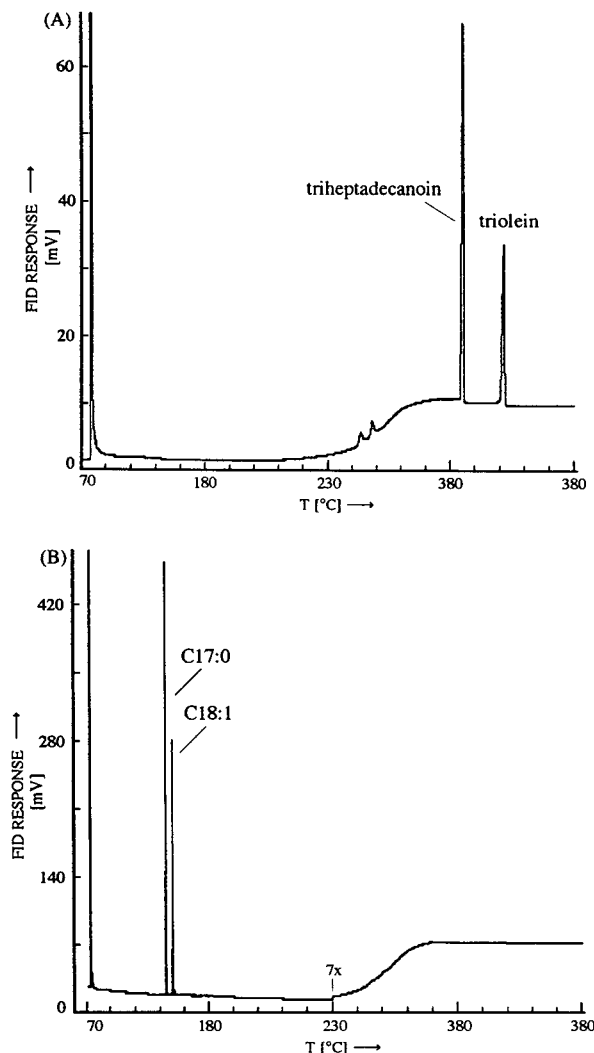 (A)
60
40
20
0
FID RESPONSE →
[mV]
triheptadecanoin
triolein
70 180 230 380 380
T [°C] →
(B)
420
280
140
0
FID RESPONSE →
[mV]
C17:0
C18:1
7x
70 180 230 380 380
T [°C] →